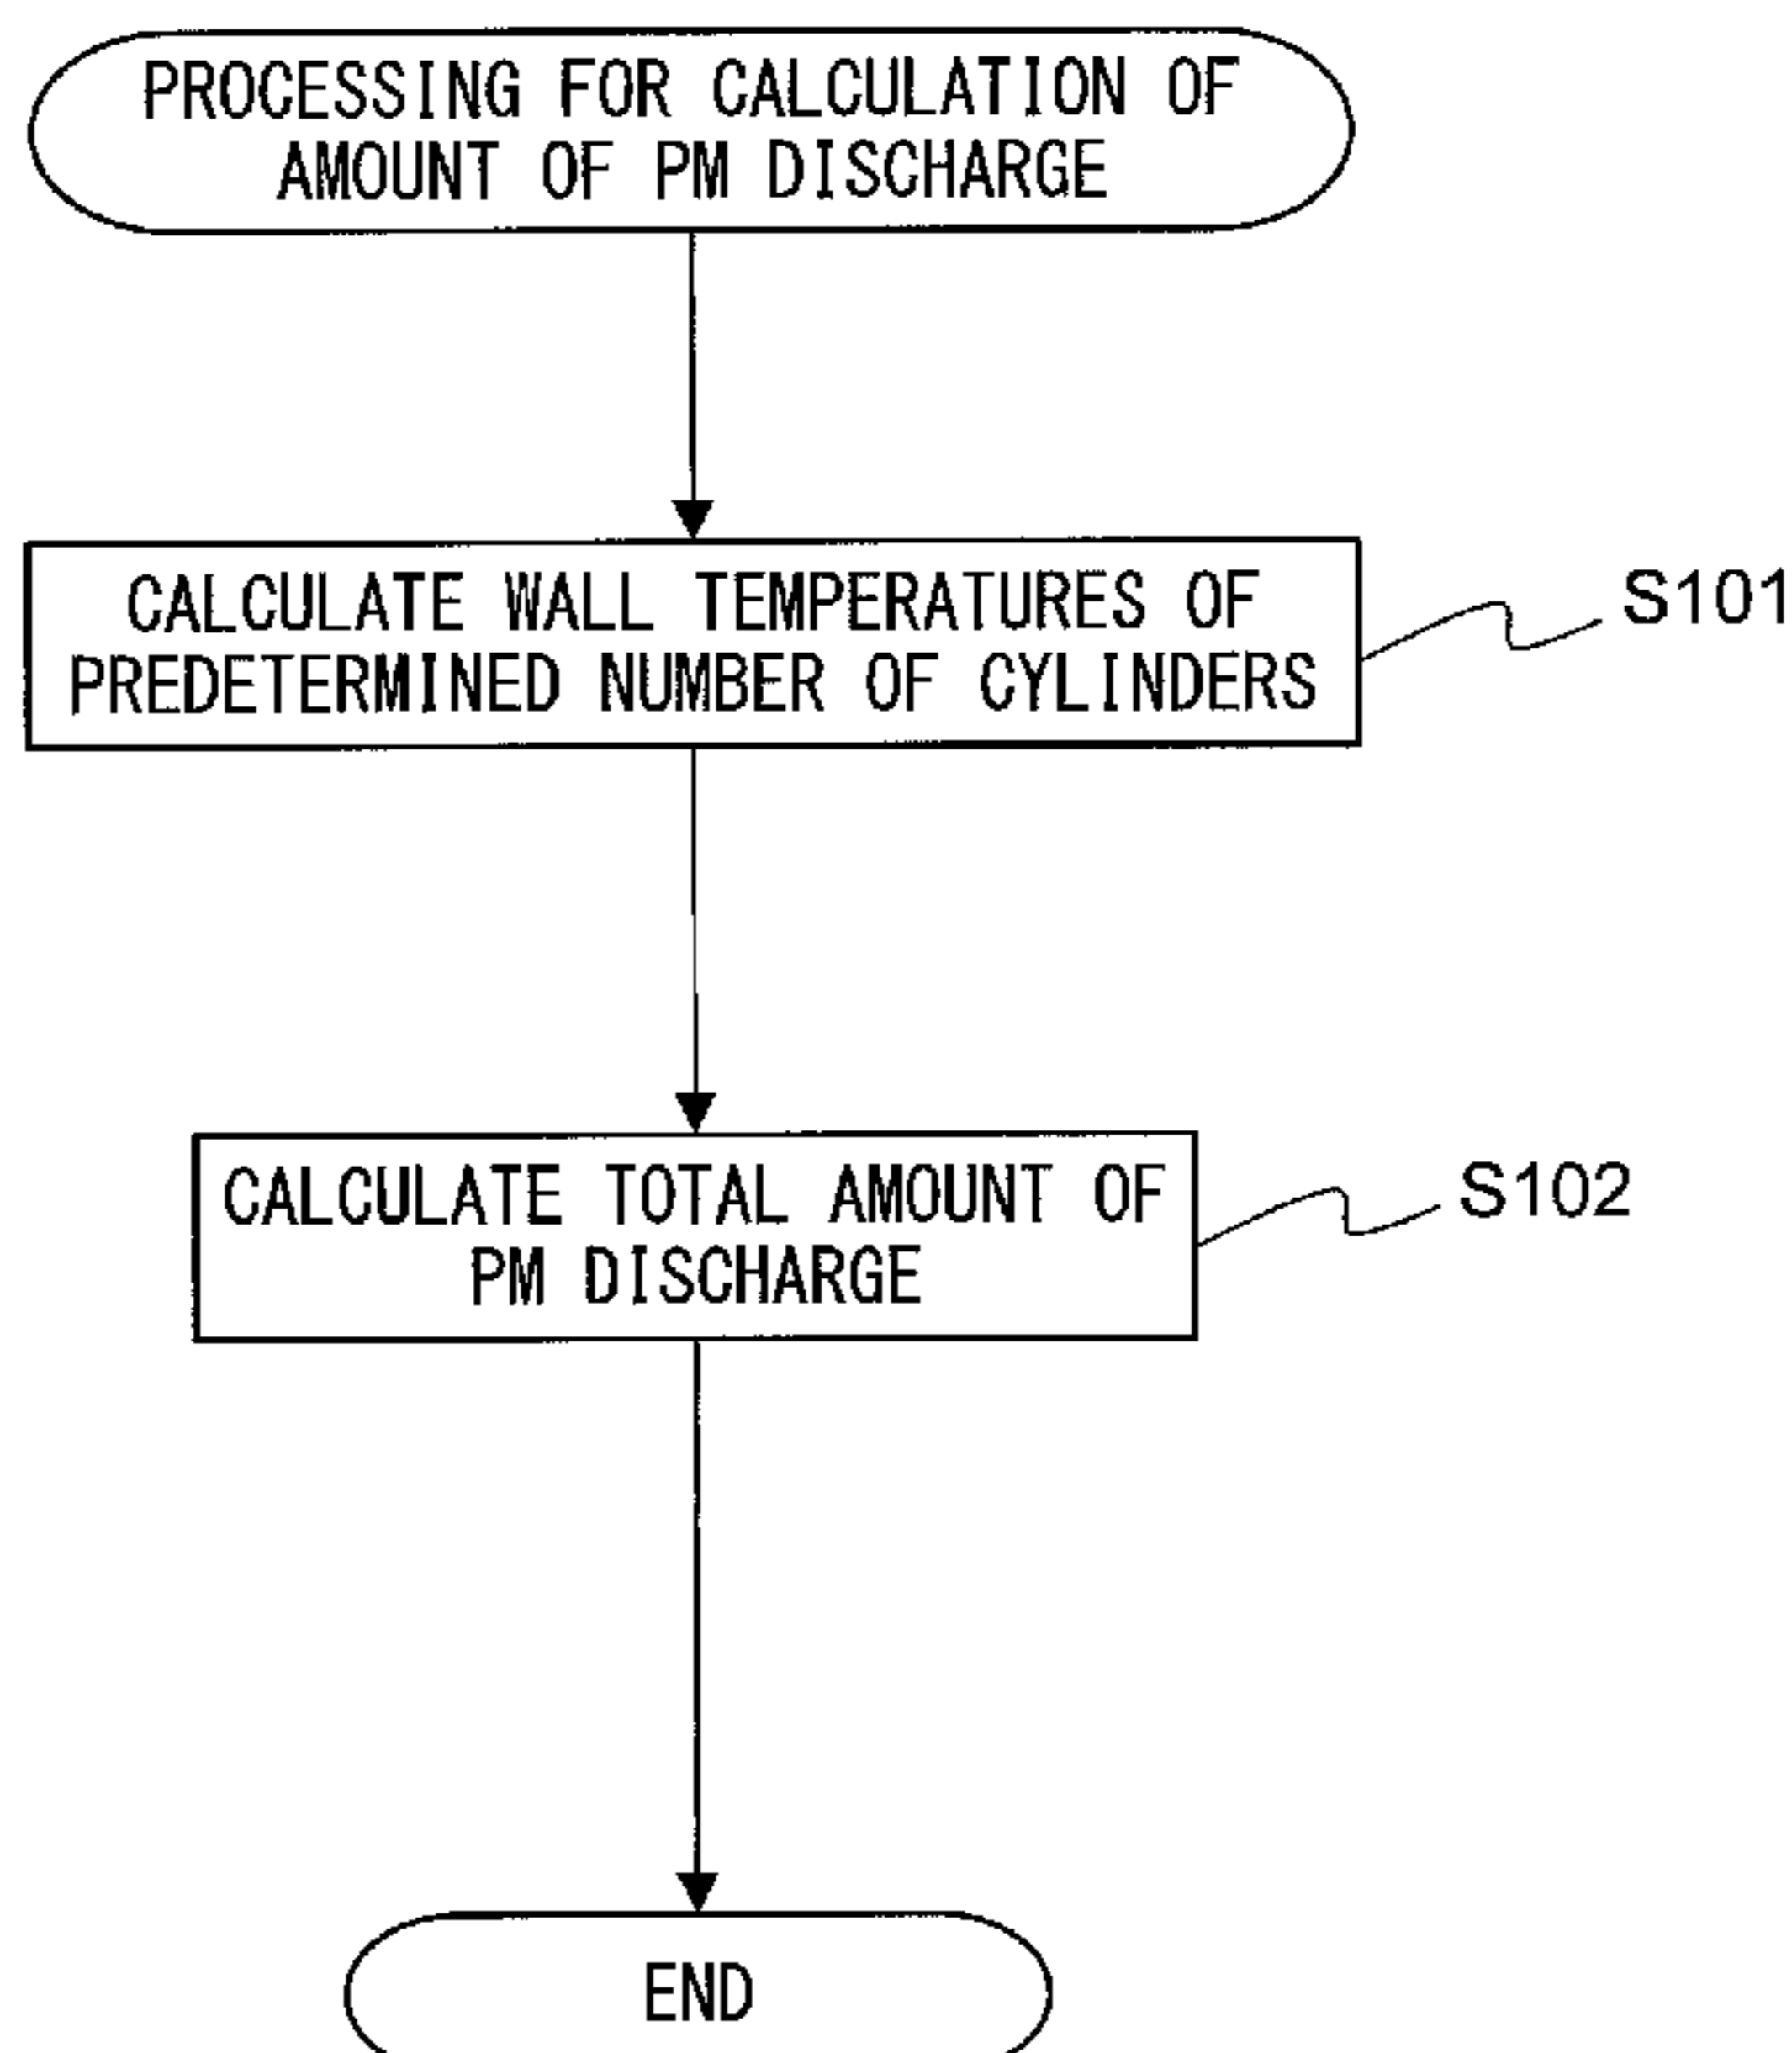 PROCESSING FOR CALCULATION OF
AMOUNT OF PM DISCHARGE
CALCULATE WALL TEMPERATURES OF
PREDETERMINED NUMBER OF CYLINDERS
S101
CALCULATE TOTAL AMOUNT OF
PM DISCHARGE
S102
END